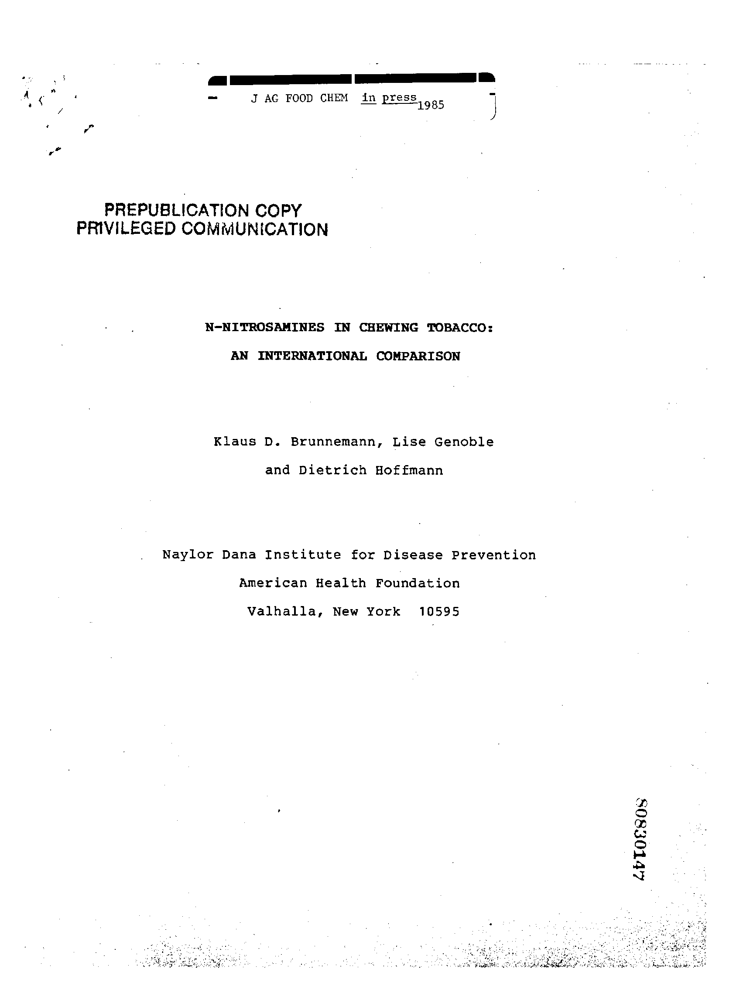 J AG FOOD CHEM in press 1985
PREPUBLICATION COPY
PRIVILEGED COMMUNICATION
N-NITROSAMINES IN CHEWING TOBACCO:
AN INTERNATIONAL COMPARISON
Klaus D. Brunnemann, Lise Genoble
and Dietrich Hoffmann
Naylor Dana Institute for Disease Prevention
American Health Foundation
Valhalla, New York 10595
80830147